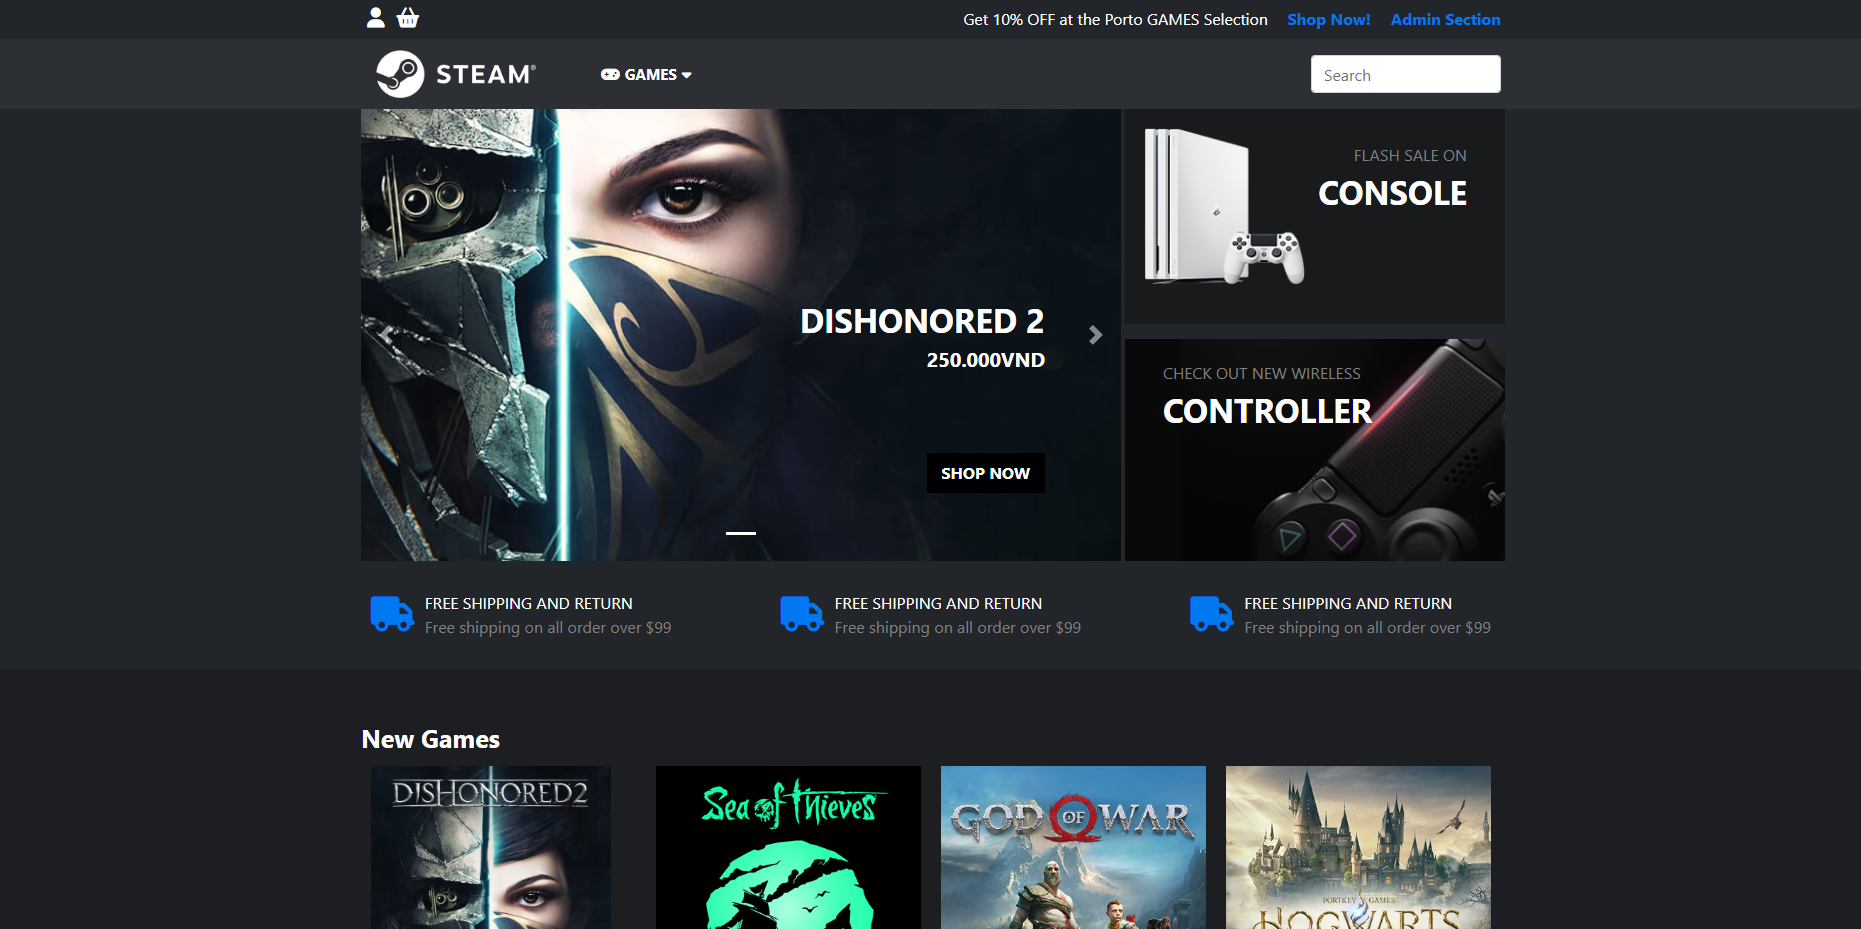 Get 10% OFF at the Porto GAMES Selection Shop Now! Admin Section
STEAM®
GAMES
Search
DISHONORED 2
250.000VND
SHOP NOW
FLASH SALE ON
CONSOLE
CHECK OUT NEW WIRELESS
CONTROLLER
FREE SHIPPING AND RETURN
Free shipping on all order over $99
FREE SHIPPING AND RETURN
Free shipping on all order over $99
FREE SHIPPING AND RETURN
Free shipping on all order over $99
New Games
DISHONORED 2
Sea of Thieves
GOD OF WAR
PORTKEY GAMES
HOGWARTS